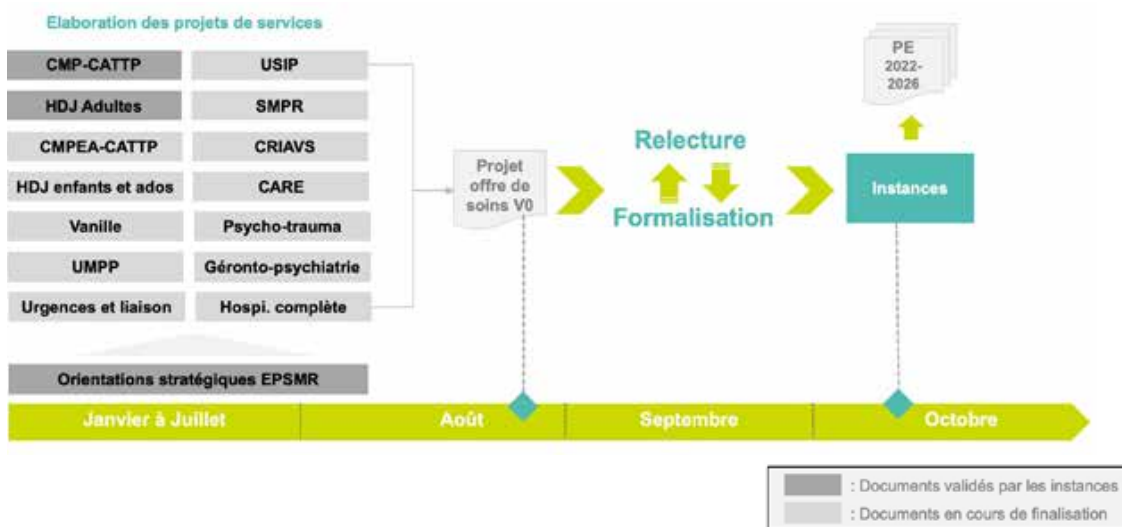 Elaboration des projets de services
CMP-CATTP
USIP
HDJ Adultes
SMPR
CMPEA-CATTP
CRIAVS
HDJ enfants et ados
CARE
Vanille
Psycho-trauma
UMPP
Géronto-psychiatrie
Urgences et liaison
Hospi. complète
Orientations stratégiques EPSMR
Projet
offre de
soins V0
Relecture
Formalisation
PE
2022-
2026
Instances
Janvier à Juillet
Août
Septembre
Octobre
: Documents validés par les instances
: Documents en cours de finalisation